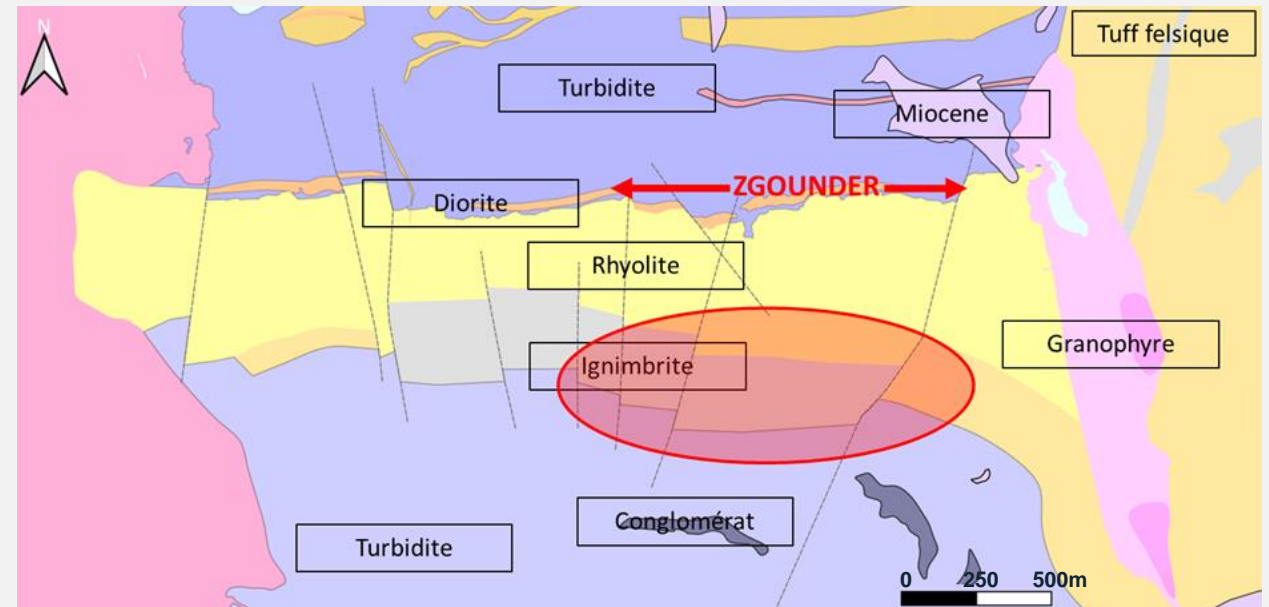 N
Tuff felsique
Turbidite
Miocene
ZGOUNDER
Diorite
Rhyolite
Granophyre
Ignimbrite
Conglomérat
Turbidite
0 250 500m